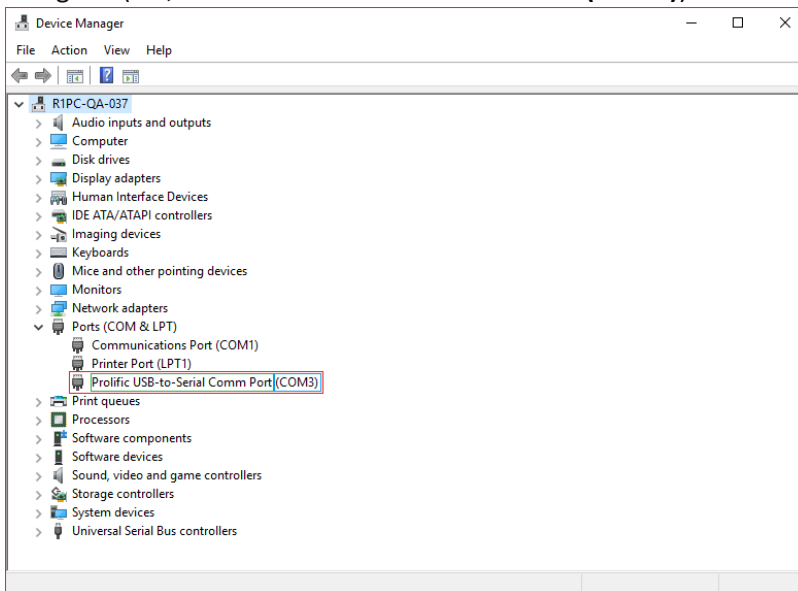 Device Manager
File Action View Help
R1PC-QA-037
Audio inputs and outputs
Computer
Disk drives
Display adapters
Human Interface Devices
IDE ATA/ATAPI controllers
Imaging devices
Keyboards
Mice and other pointing devices
Monitors
Network adapters
Ports (COM & LPT)
Communications Port (COM1)
Printer Port (LPT1)
Prolific USB-to-Serial Comm Port (COM3)
Print queues
Processors
Software components
Software devices
Sound, video and game controllers
Storage controllers
System devices
Universal Serial Bus controllers